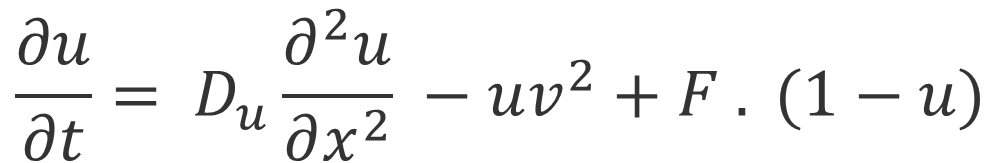 ∂u/∂t = D_u ∂²u/∂x² − uv² + F . (1 − u)